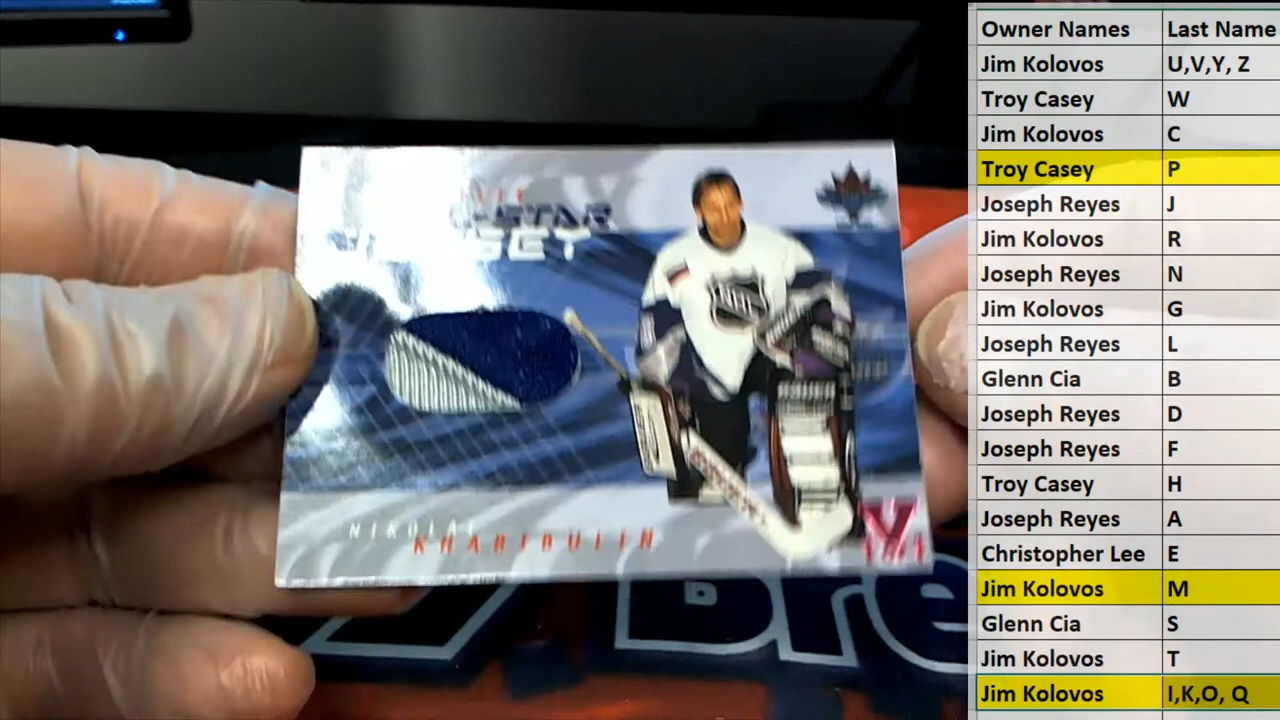 Owner Names Last Name
Jim Kolovos U,V,Y, Z
Troy Casey W
Jim Kolovos C
Troy Casey P
Joseph Reyes J
Jim Kolovos R
Joseph Reyes N
Jim Kolovos G
Joseph Reyes L
Glenn Cia B
Joseph Reyes D
Joseph Reyes F
Troy Casey H
Joseph Reyes A
Christopher Lee E
Jim Kolovos M
Glenn Cia S
Jim Kolovos T
Jim Kolovos I,K,O, Q
-STAR
NHL
NIKOLAI
KHABIBULIN
V